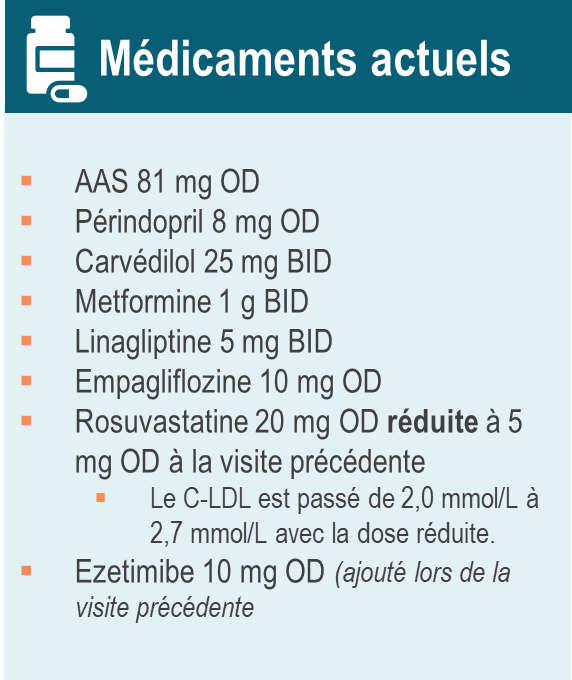 Médicaments actuels
▪ AAS 81 mg OD
▪ Périndopril 8 mg OD
▪ Carvédilol 25 mg BID
▪ Metformine 1 g BID
▪ Linagliptine 5 mg BID
▪ Empagliflozine 10 mg OD
▪ Rosuvastatine 20 mg OD réduite à 5
mg OD à la visite précédente
▪ Le C-LDL est passé de 2,0 mmol/L à
2,7 mmol/L avec la dose réduite.
▪ Ezetimibe 10 mg OD (ajouté lors de la
visite précédente